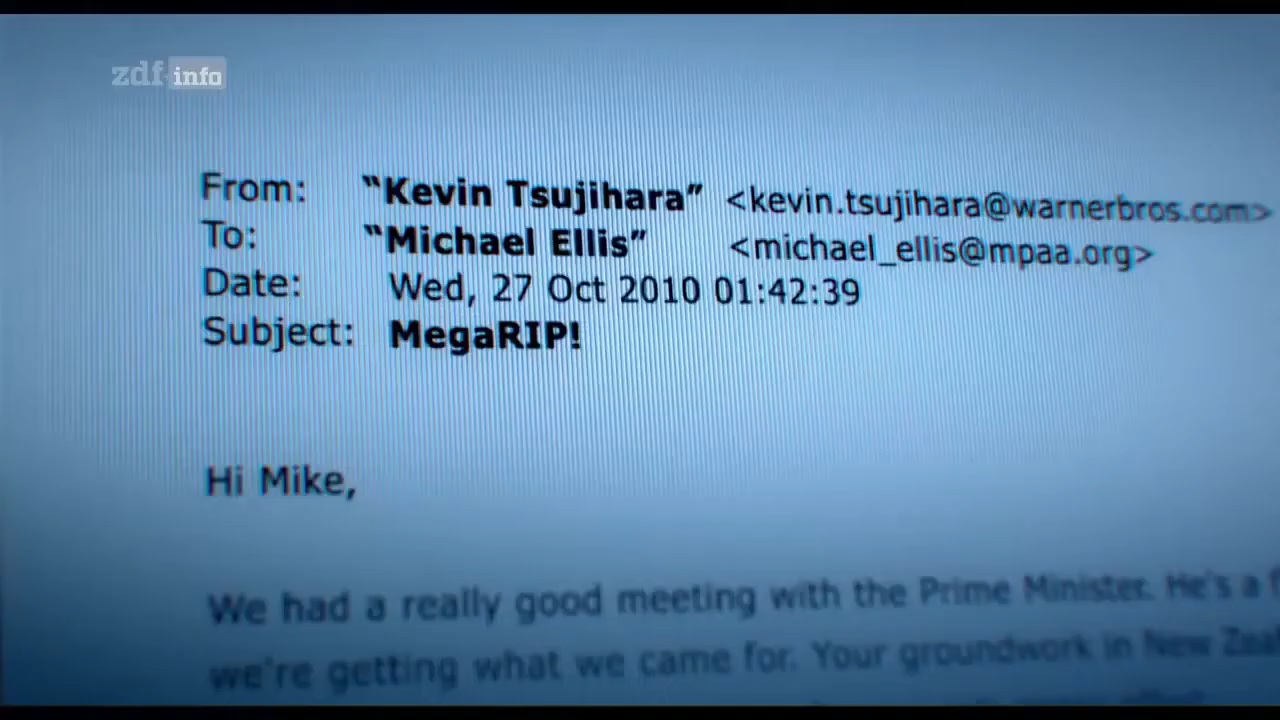 zdf info
From: “Kevin Tsujihara” <kevin.tsujihara@warnerbros.com>
To: “Michael Ellis” <michael_ellis@mpaa.org>
Date: Wed, 27 Oct 2010 01:42:39
Subject: MegaRIP!
Hi Mike,
We had a really good meeting with the Prime Minister. He's a
we're getting what we came for. Your groundwork in New